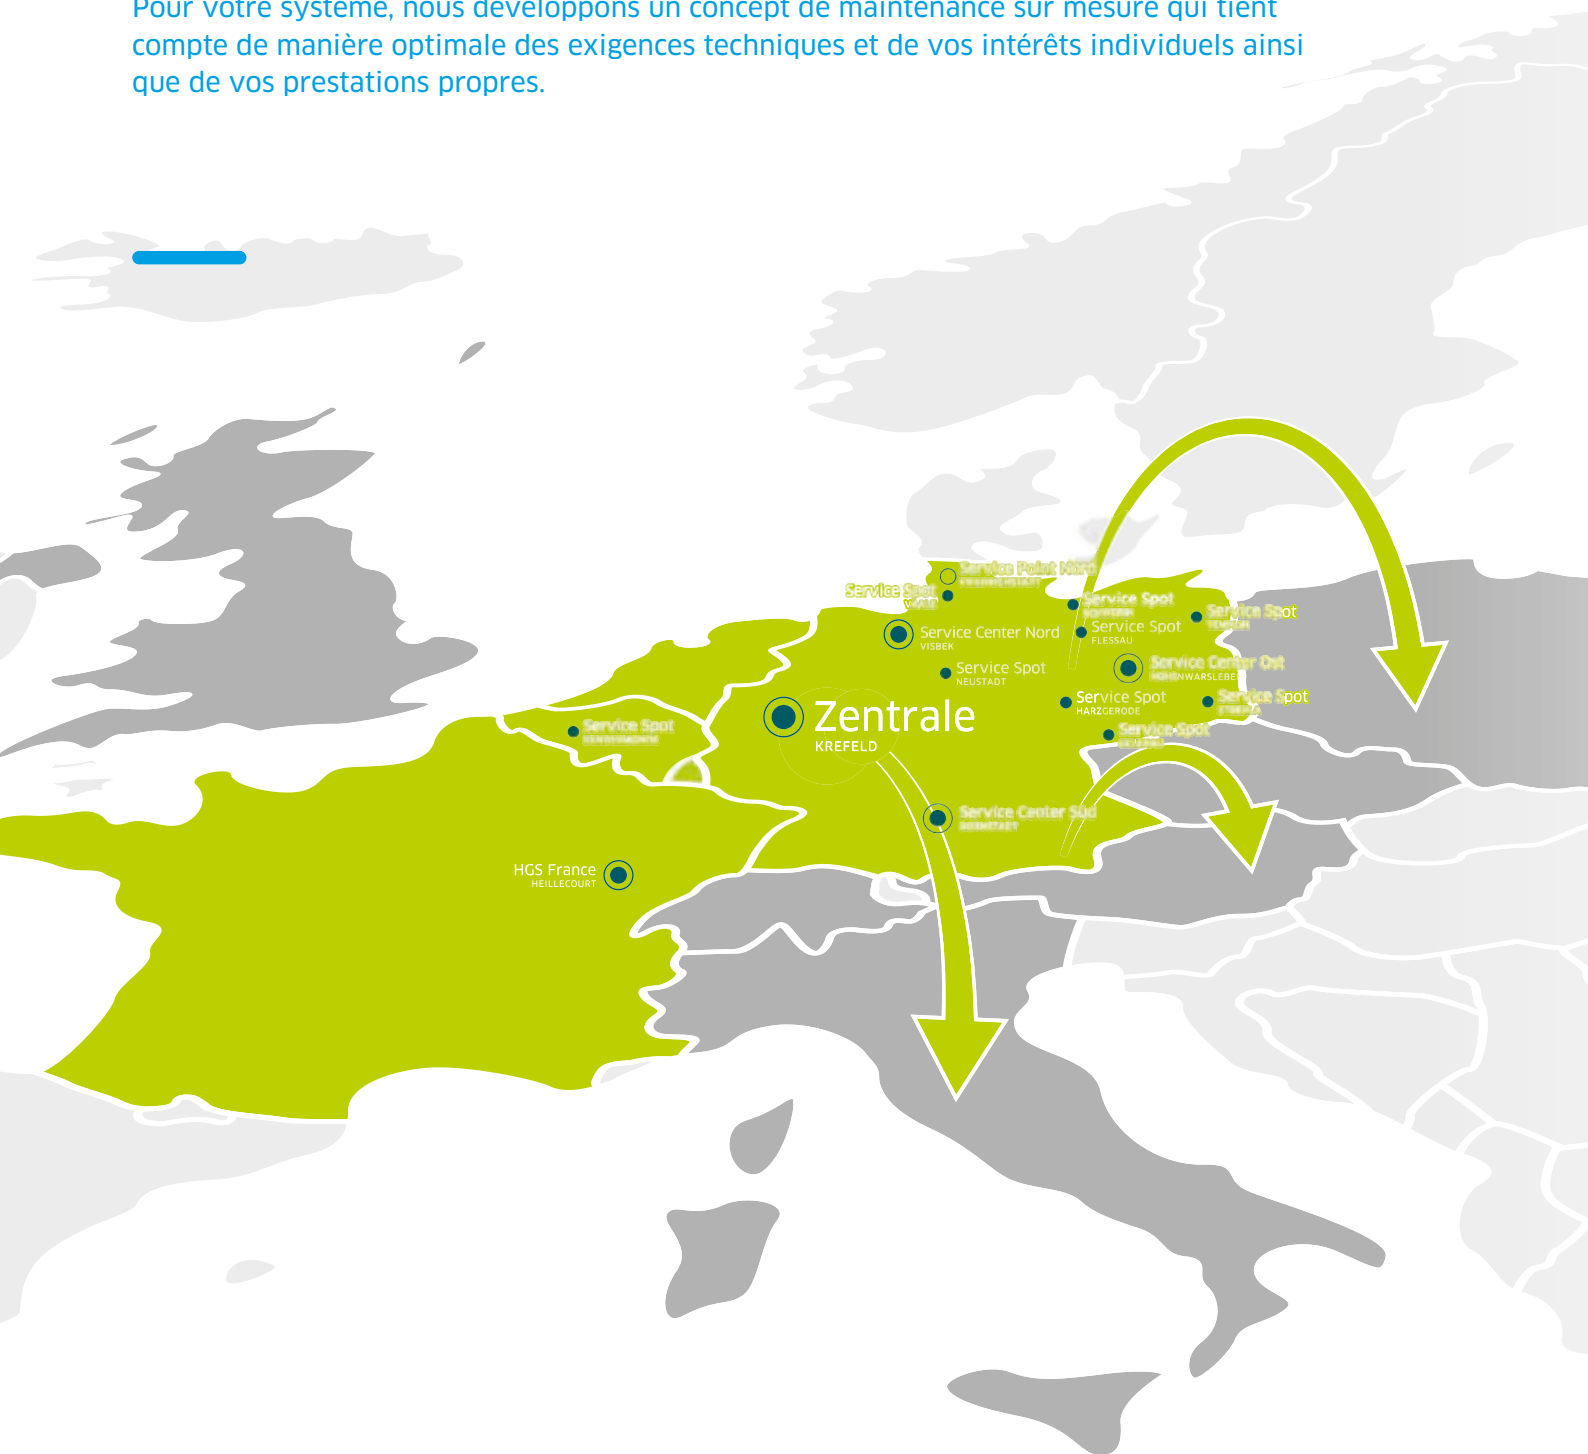 Pour votre système, nous développons un concept de maintenance sur mesure qui tient
compte de manière optimale des exigences techniques et de vos intérêts individuels ainsi
que de vos prestations propres.
Service Point Nord
Service Spot
Service Spot
Service Spot
Service Center Nord
VISBEK
Service Spot
FLESSAU
Service Spot
NEUSTADT
Service Center Ost
HOHENWARSLEBEN
Service Spot
HARZGERODE
Service Spot
Zentrale
KREFELD
Service Spot
Service Spot
Service Center Süd
HGS France
HEILLECOURT